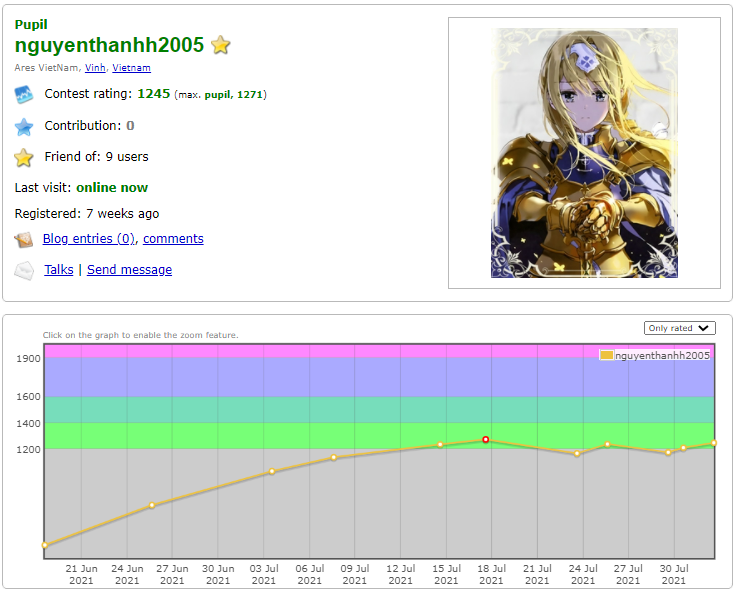 Pupil
nguyenthanhh2005
Ares VietNam, Vinh, Vietnam
Contest rating: 1245 (max. pupil, 1271)
Contribution: 0
Friend of: 9 users
Last visit: online now
Registered: 7 weeks ago
Blog entries (0), comments
Talks | Send message
Only rated
Click on the graph to enable the zoom feature.
nguyenthanhh2005
1900
1600
1400
1200
21 Jun 2021
24 Jun 2021
27 Jun 2021
30 Jun 2021
03 Jul 2021
06 Jul 2021
09 Jul 2021
12 Jul 2021
15 Jul 2021
18 Jul 2021
21 Jul 2021
24 Jul 2021
27 Jul 2021
30 Jul 2021